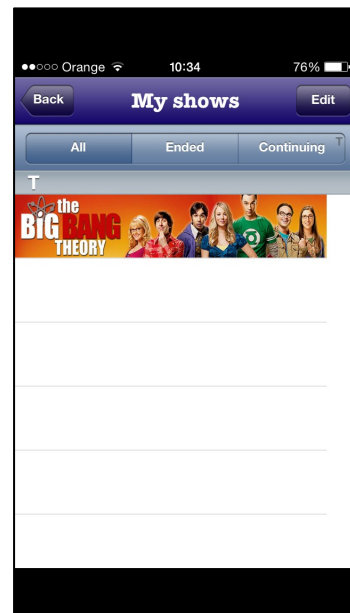 Orange 10:34 76%
Back My shows Edit
All Ended Continuing T
T
the
BIG BANG
THEORY